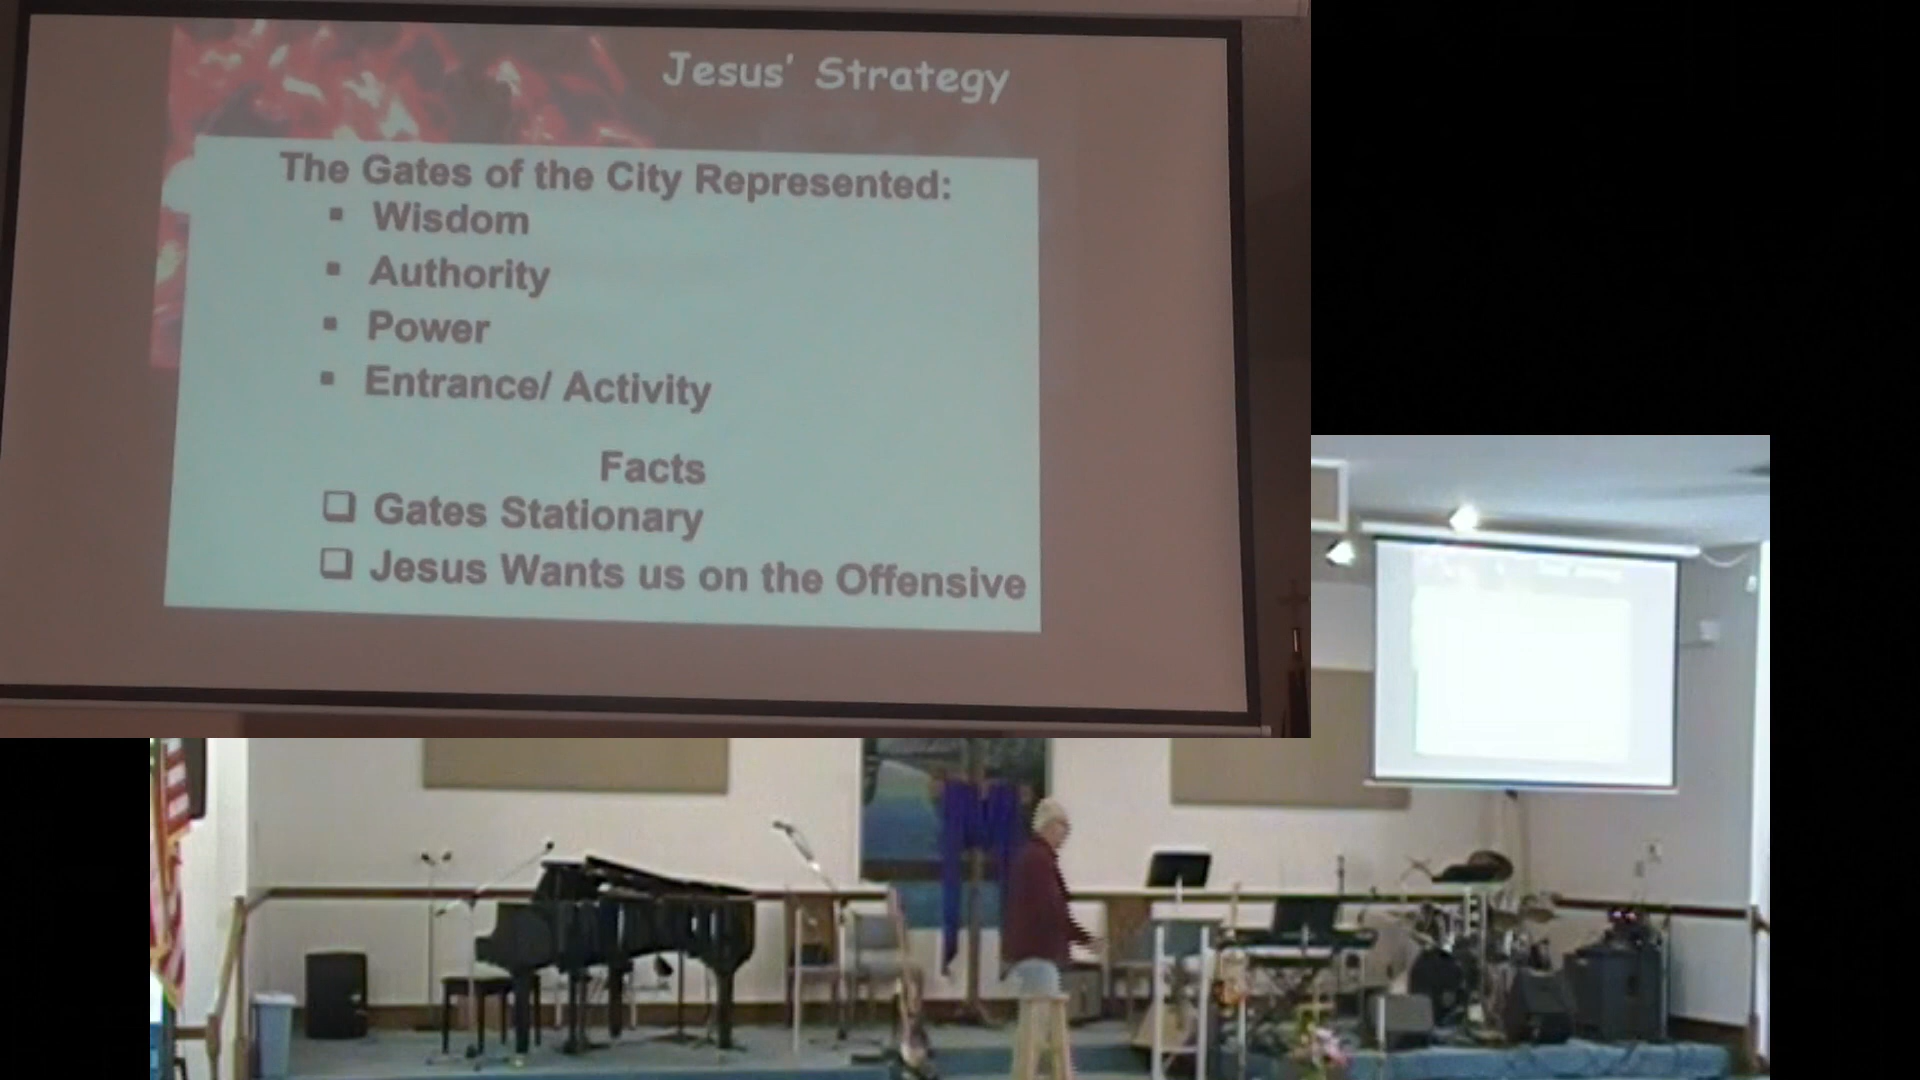 Jesus’ Strategy
The Gates of the City Represented:
▪ Wisdom
▪ Authority
▪ Power
▪ Entrance/ Activity
Facts
❑ Gates Stationary
❑ Jesus Wants us on the Offensive